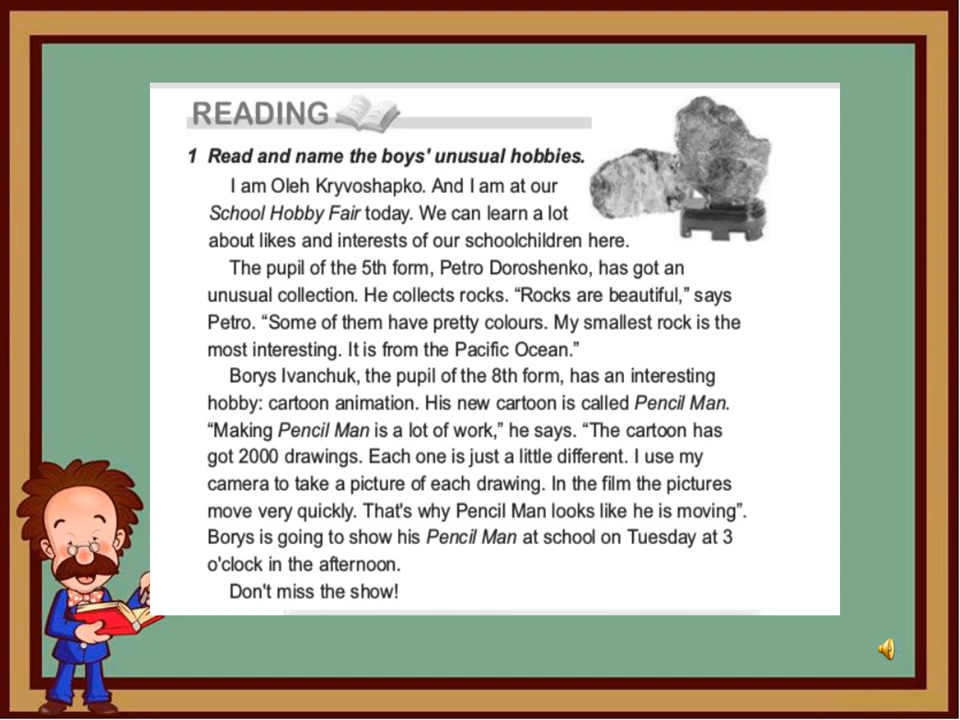 READING
1 Read and name the boys' unusual hobbies.
I am Oleh Kryvoshapko. And I am at our
School Hobby Fair today. We can learn a lot
about likes and interests of our schoolchildren here.
The pupil of the 5th form, Petro Doroshenko, has got an
unusual collection. He collects rocks. “Rocks are beautiful,” says
Petro. “Some of them have pretty colours. My smallest rock is the
most interesting. It is from the Pacific Ocean.”
Borys Ivanchuk, the pupil of the 8th form, has an interesting
hobby: cartoon animation. His new cartoon is called Pencil Man.
“Making Pencil Man is a lot of work,” he says. “The cartoon has
got 2000 drawings. Each one is just a little different. I use my
camera to take a picture of each drawing. In the film the pictures
move very quickly. That's why Pencil Man looks like he is moving”.
Borys is going to show his Pencil Man at school on Tuesday at 3
o'clock in the afternoon.
Don't miss the show!